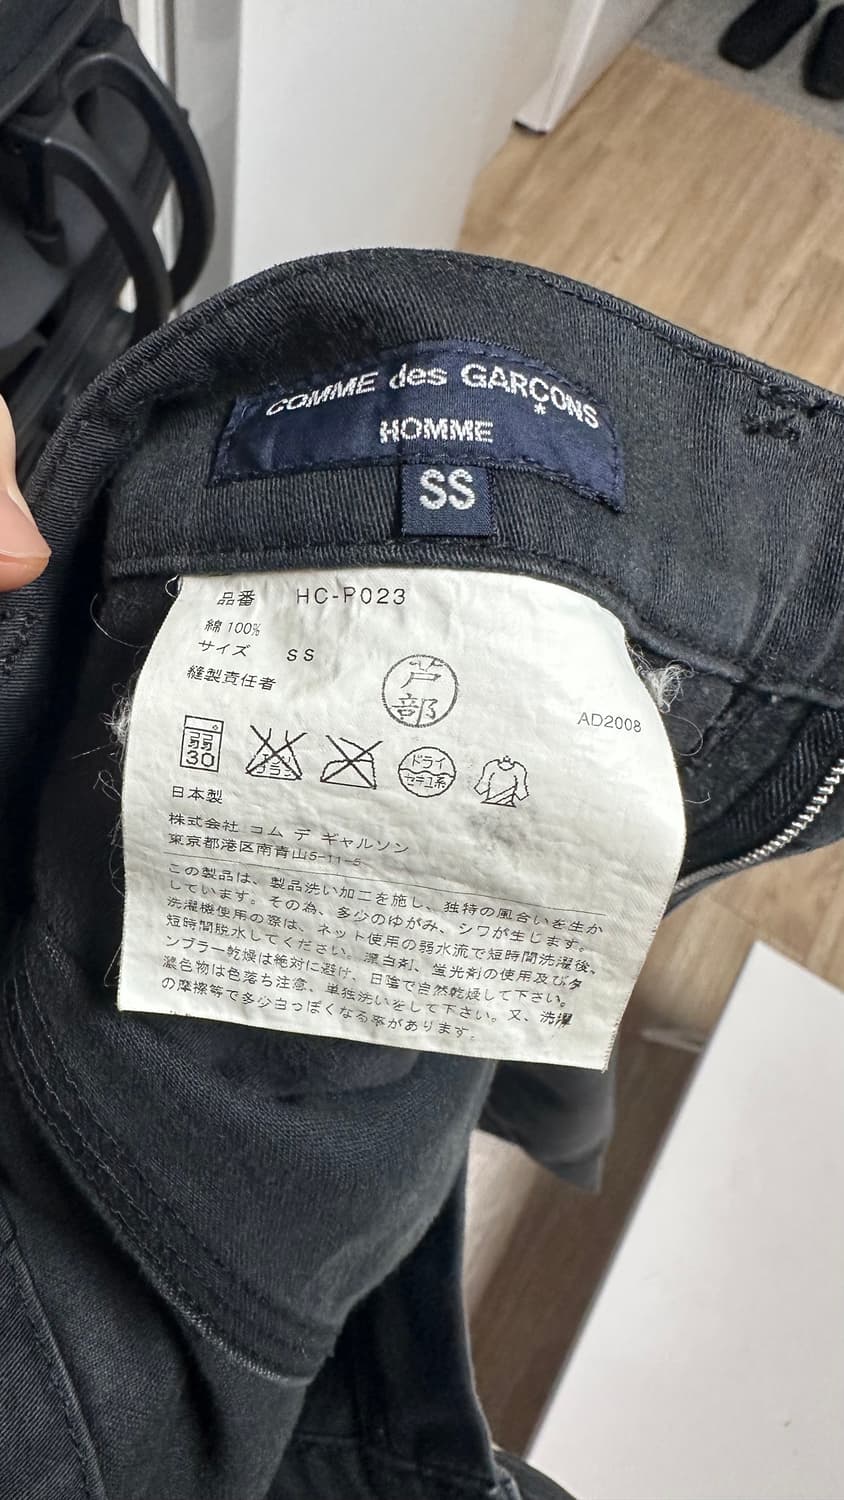 COMME des GARÇONS
HOMME
SS
品番 HC-P023
綿 100%
サイズ SS
縫製責任者
芦部
AD2008
弱
30
エンソ
サラシ
ドライ
セキユ系
日本製
株式会社 コム デ ギャルソン
東京都港区南青山5-11-5
この製品は、製品洗い加工を施し、独特の風合いを生か
しています。その為、多少のゆがみ、シワが生じます。
洗濯機使用の際は、ネット使用の弱水流で短時間洗濯後、
短時間脱水してください。漂白剤、蛍光剤の使用及びタ
ンブラー乾燥は絶対に避け、日陰で自然乾燥して下さい。
濃色物は色落ち注意、単独洗いをして下さい。又、洗濯
の摩擦等で多少白っぽくなる事があります。